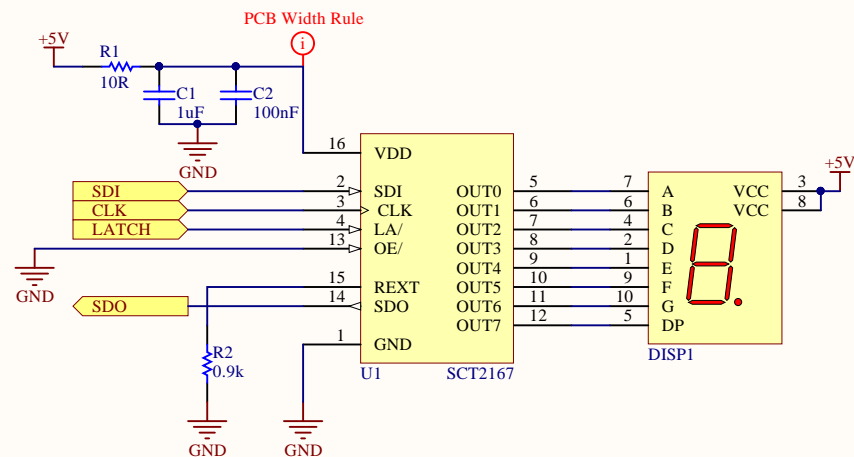 PCB Width Rule
i
+5V
R1
10R
C1
1uF
C2
100nF
GND
16
VDD
SDI 2 SDI OUT0 5 7 A VCC 3 +5V
CLK 3 CLK OUT1 6 6 B VCC 8
LATCH 4 LA/ OUT2 7 4 C
13 OE/ OUT3 8 2 D
GND
OUT4 9 1 E
15 REXT OUT5 10 9 F
SDO 14 SDO OUT6 11 10 G
OUT7 12 5 DP
1 GND
R2
0.9k
U1 SCT2167
DISP1
GND GND